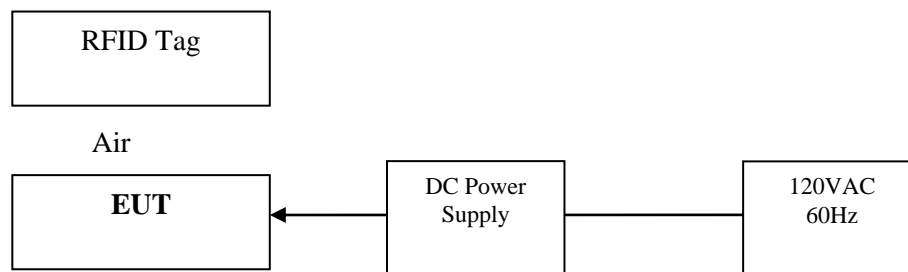 RFID Tag
Air
EUT
DC Power
Supply
120VAC
60Hz